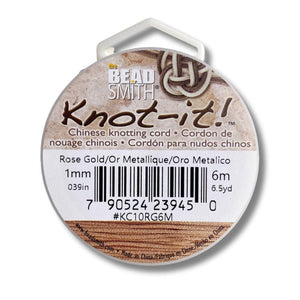 the
BEAD
SMITH
Knot-it!™
Chinese knotting cord • Cordon de
nouage chinois • Cordón para nudos chinos
Rose Gold/Or Metallique/Oro Metalico
1mm 6m
.039in 6.5yd
7 90524 23945 0
#KC10RG6M